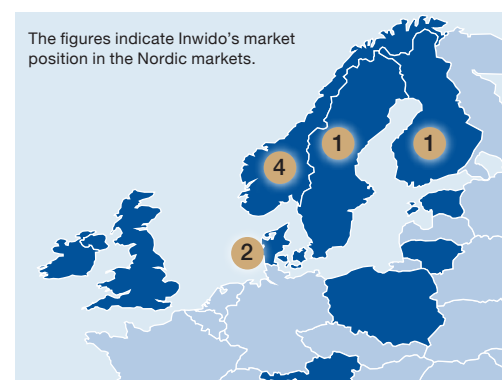 The figures indicate Inwido’s market
position in the Nordic markets.
1
1
4
2